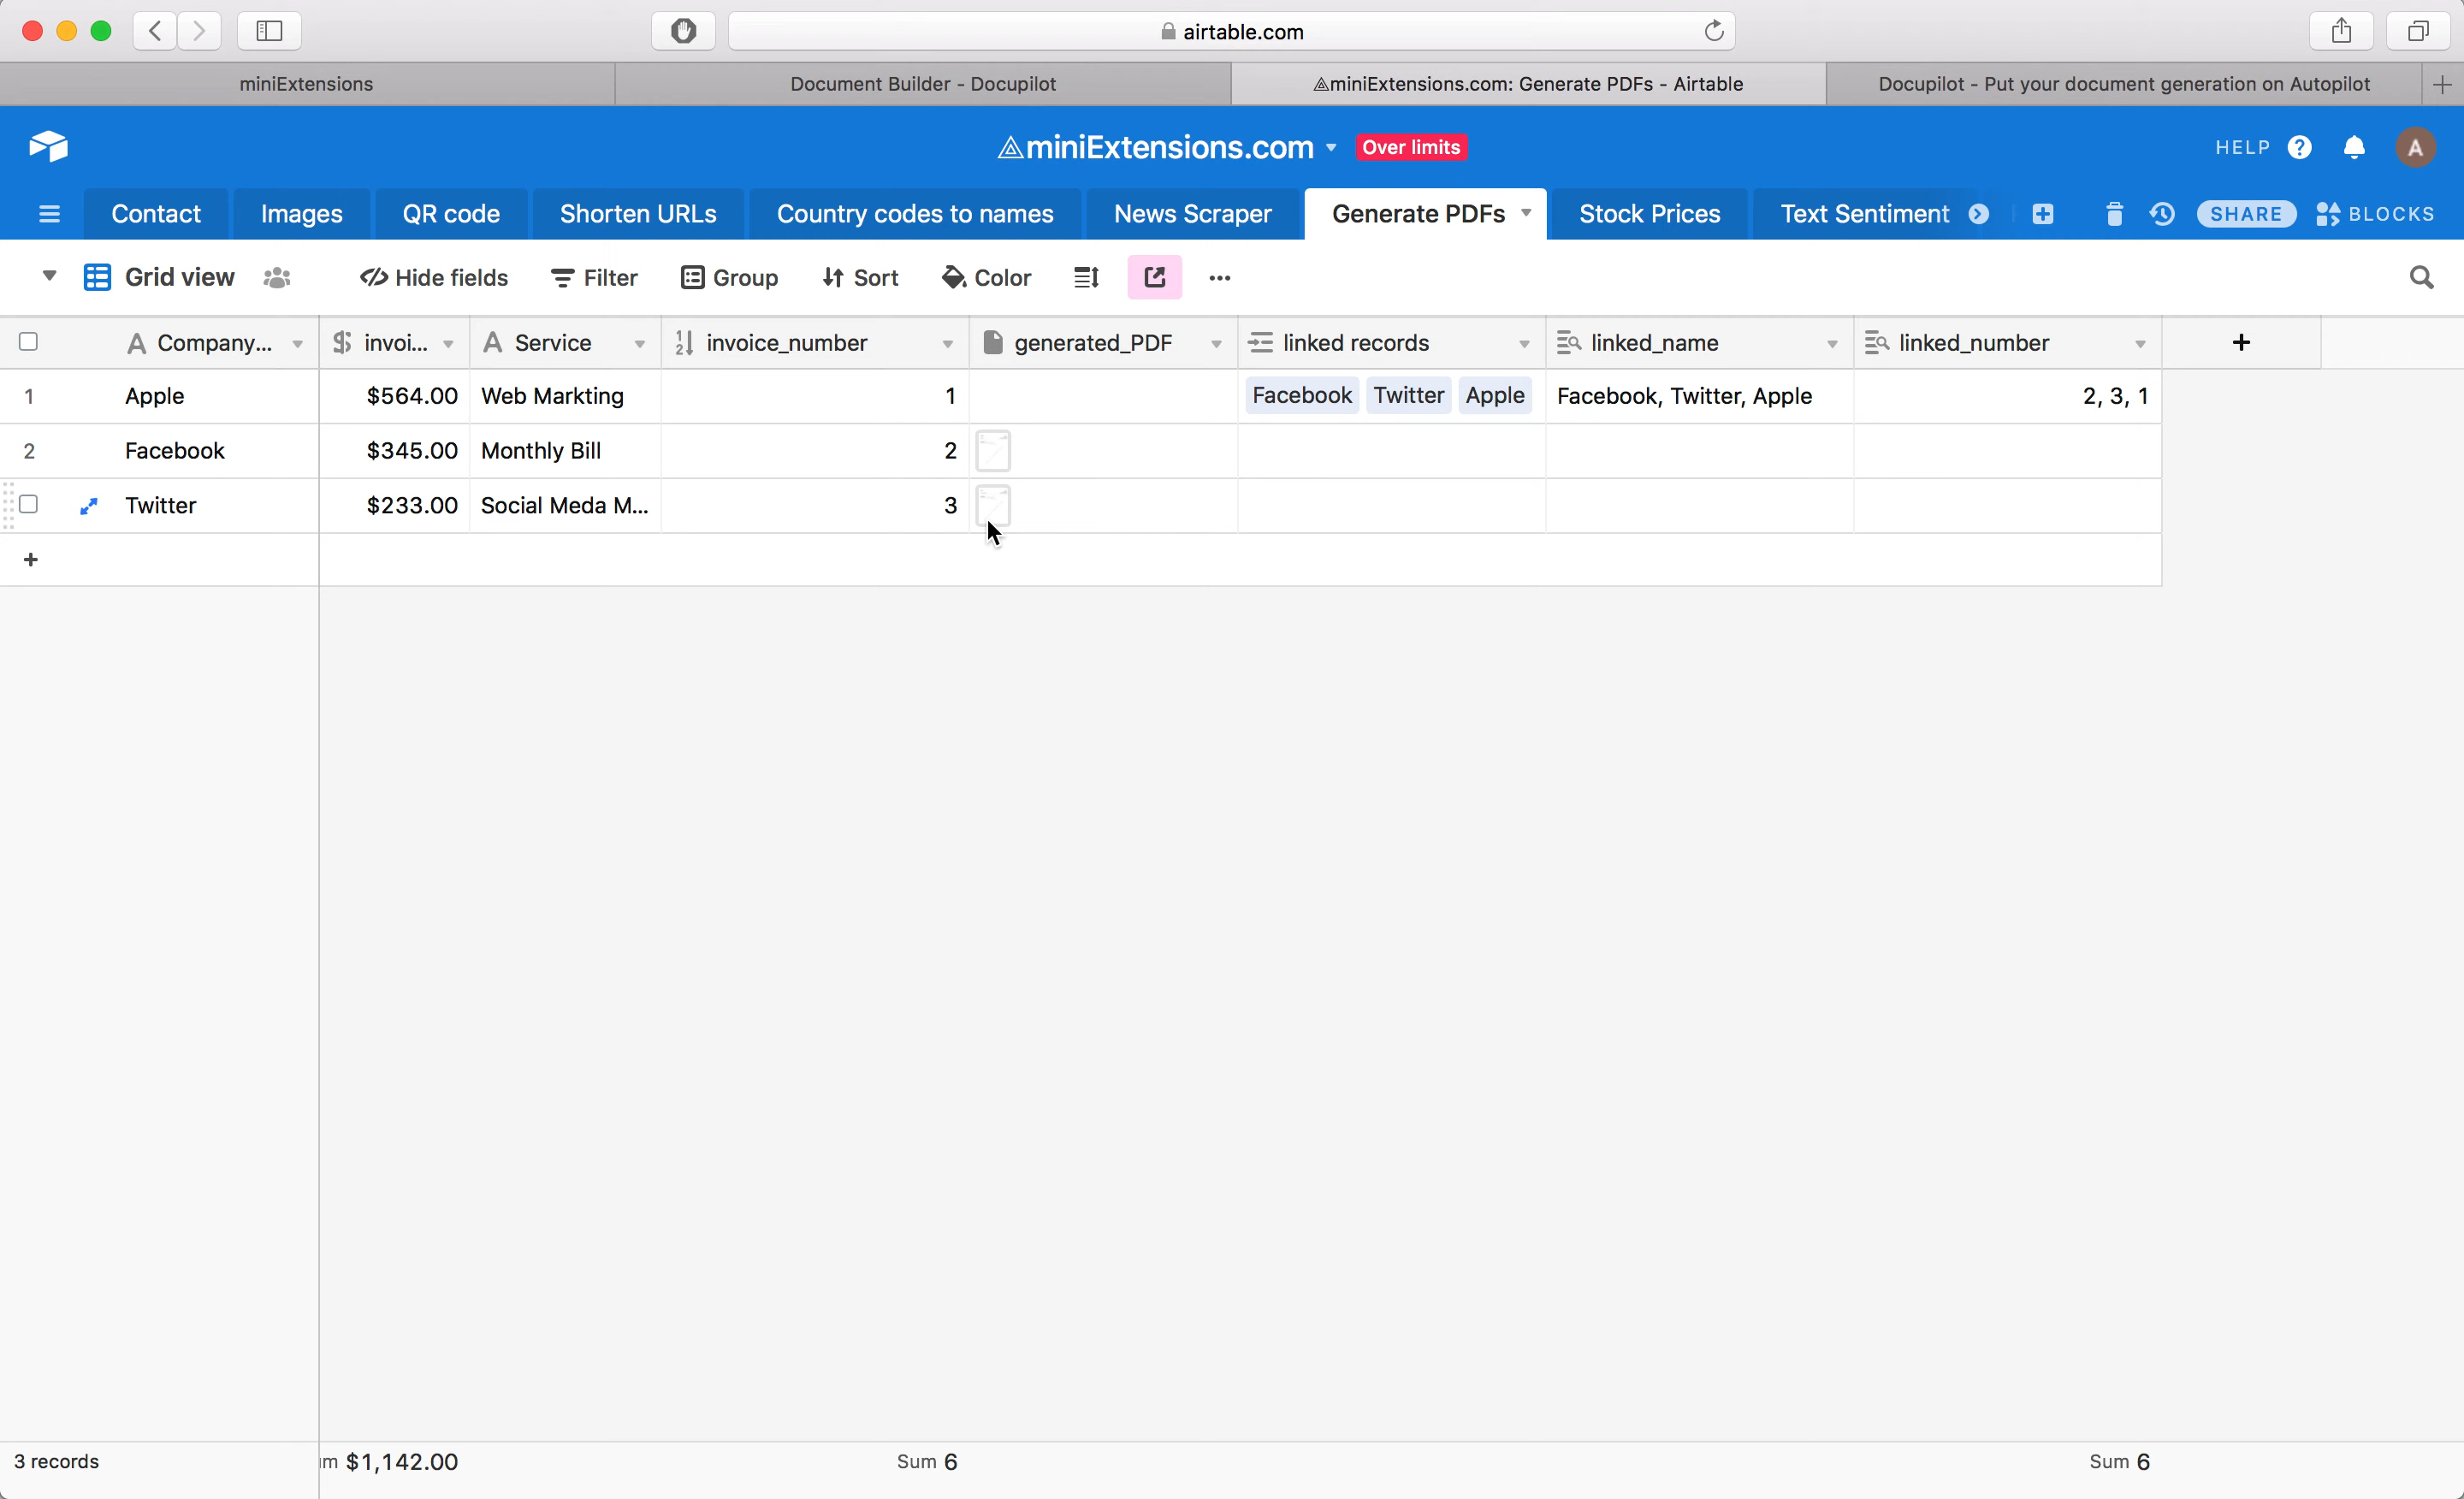 airtable.com
miniExtensions
Document Builder - Docupilot
miniExtensions.com: Generate PDFs - Airtable
Docupilot - Put your document generation on Autopilot
miniExtensions.com
Over limits
HELP
A
Contact
Images
QR code
Shorten URLs
Country codes to names
News Scraper
Generate PDFs
Stock Prices
Text Sentiment
SHARE
BLOCKS
Grid view
Hide fields
Filter
Group
Sort
Color
Company... invoi... Service invoice_number generated_PDF linked records linked_name linked_number
1 Apple $564.00 Web Markting 1 Facebook Twitter Apple Facebook, Twitter, Apple 2, 3, 1
2 Facebook $345.00 Monthly Bill 2
Twitter $233.00 Social Meda M... 3
3 records
$1,142.00
Sum 6
Sum 6